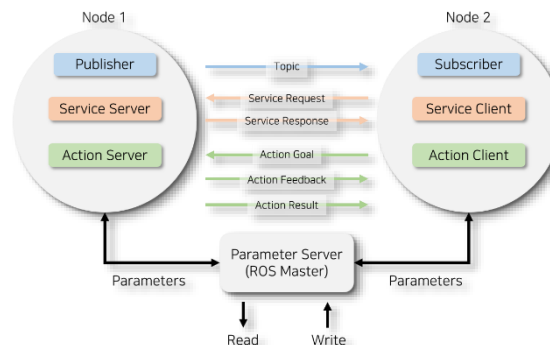 Node 1
Node 2
Publisher
Topic
Subscriber
Service Server
Service Request
Service Client
Service Response
Action Server
Action Goal
Action Client
Action Feedback
Action Result
Parameter Server
(ROS Master)
Parameters
Parameters
Read
Write